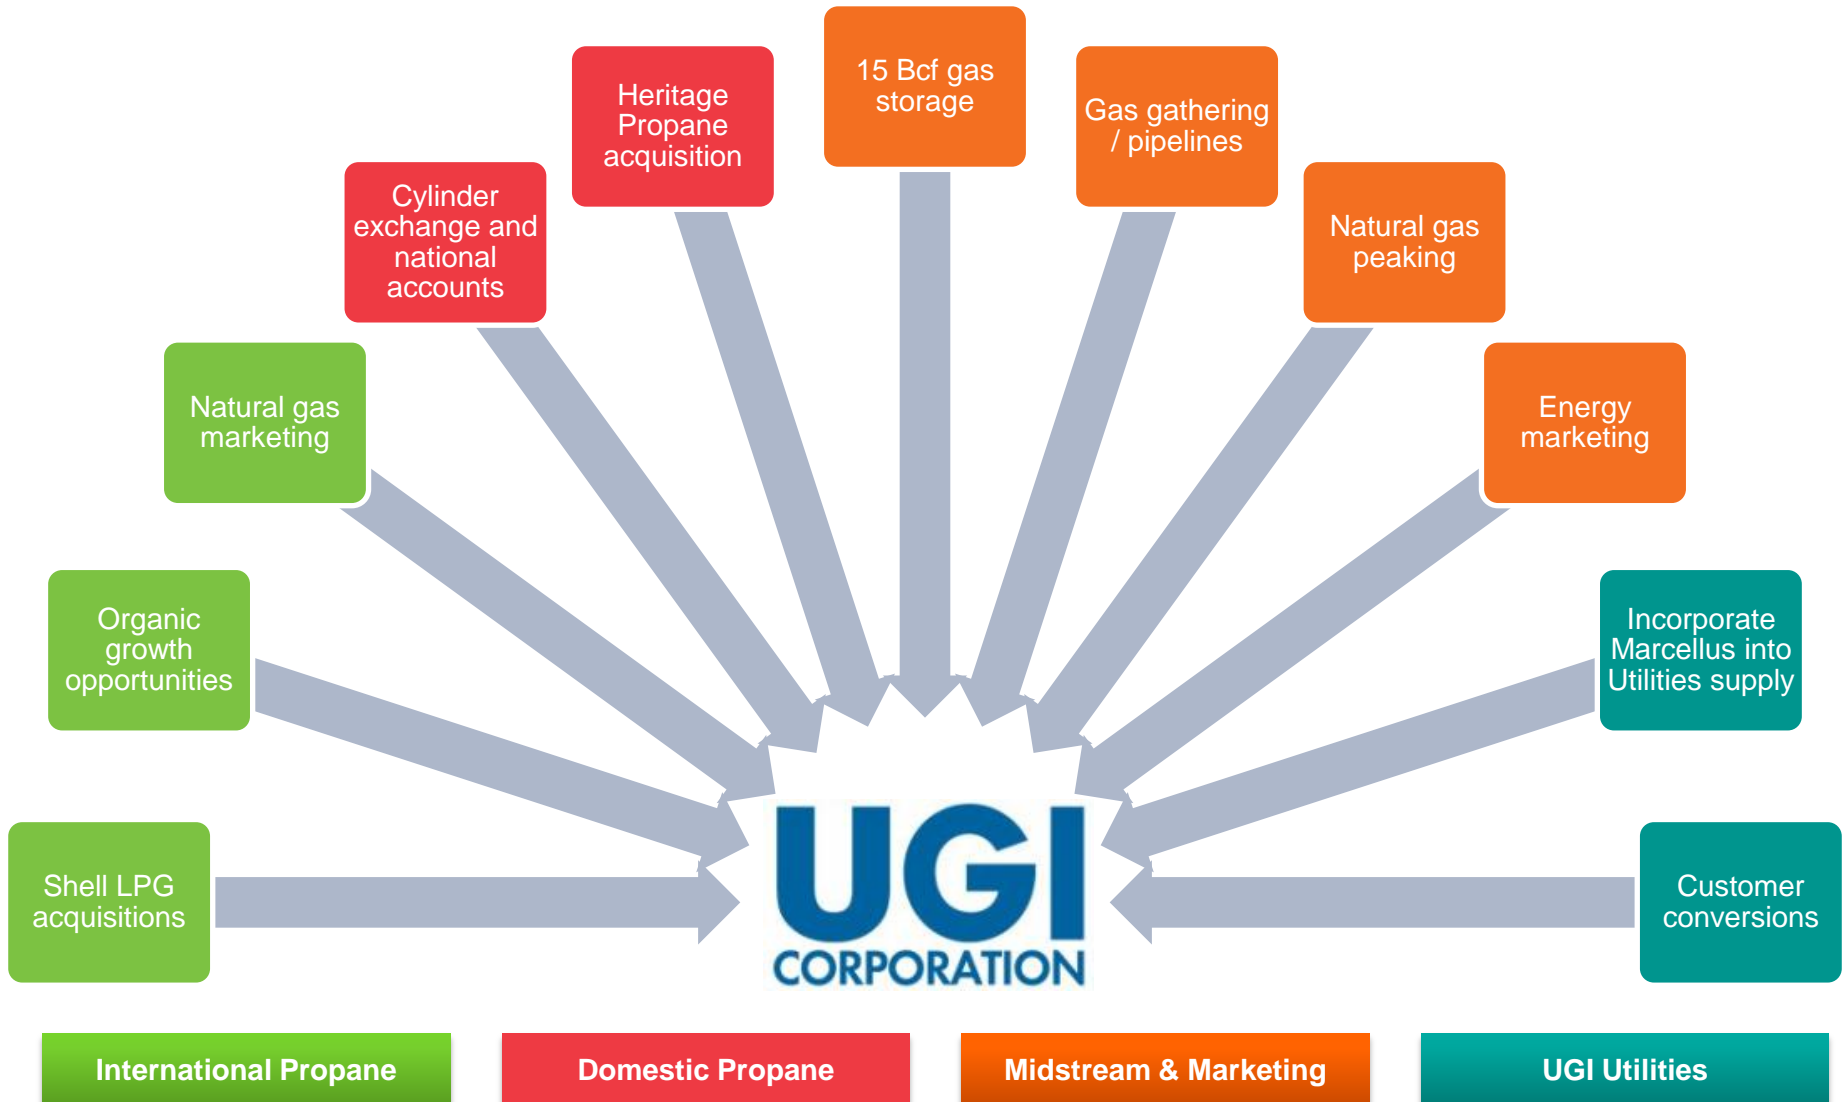 15 Bcf gas
storage
Heritage
Propane
acquisition
Gas gathering
/ pipelines
Cylinder
exchange and
national
accounts
Natural gas
peaking
Natural gas
marketing
Energy
marketing
Organic
growth
opportunities
Incorporate
Marcellus into
Utilities supply
Shell LPG
acquisitions
UGI
CORPORATION
Customer
conversions
International Propane
Domestic Propane
Midstream & Marketing
UGI Utilities